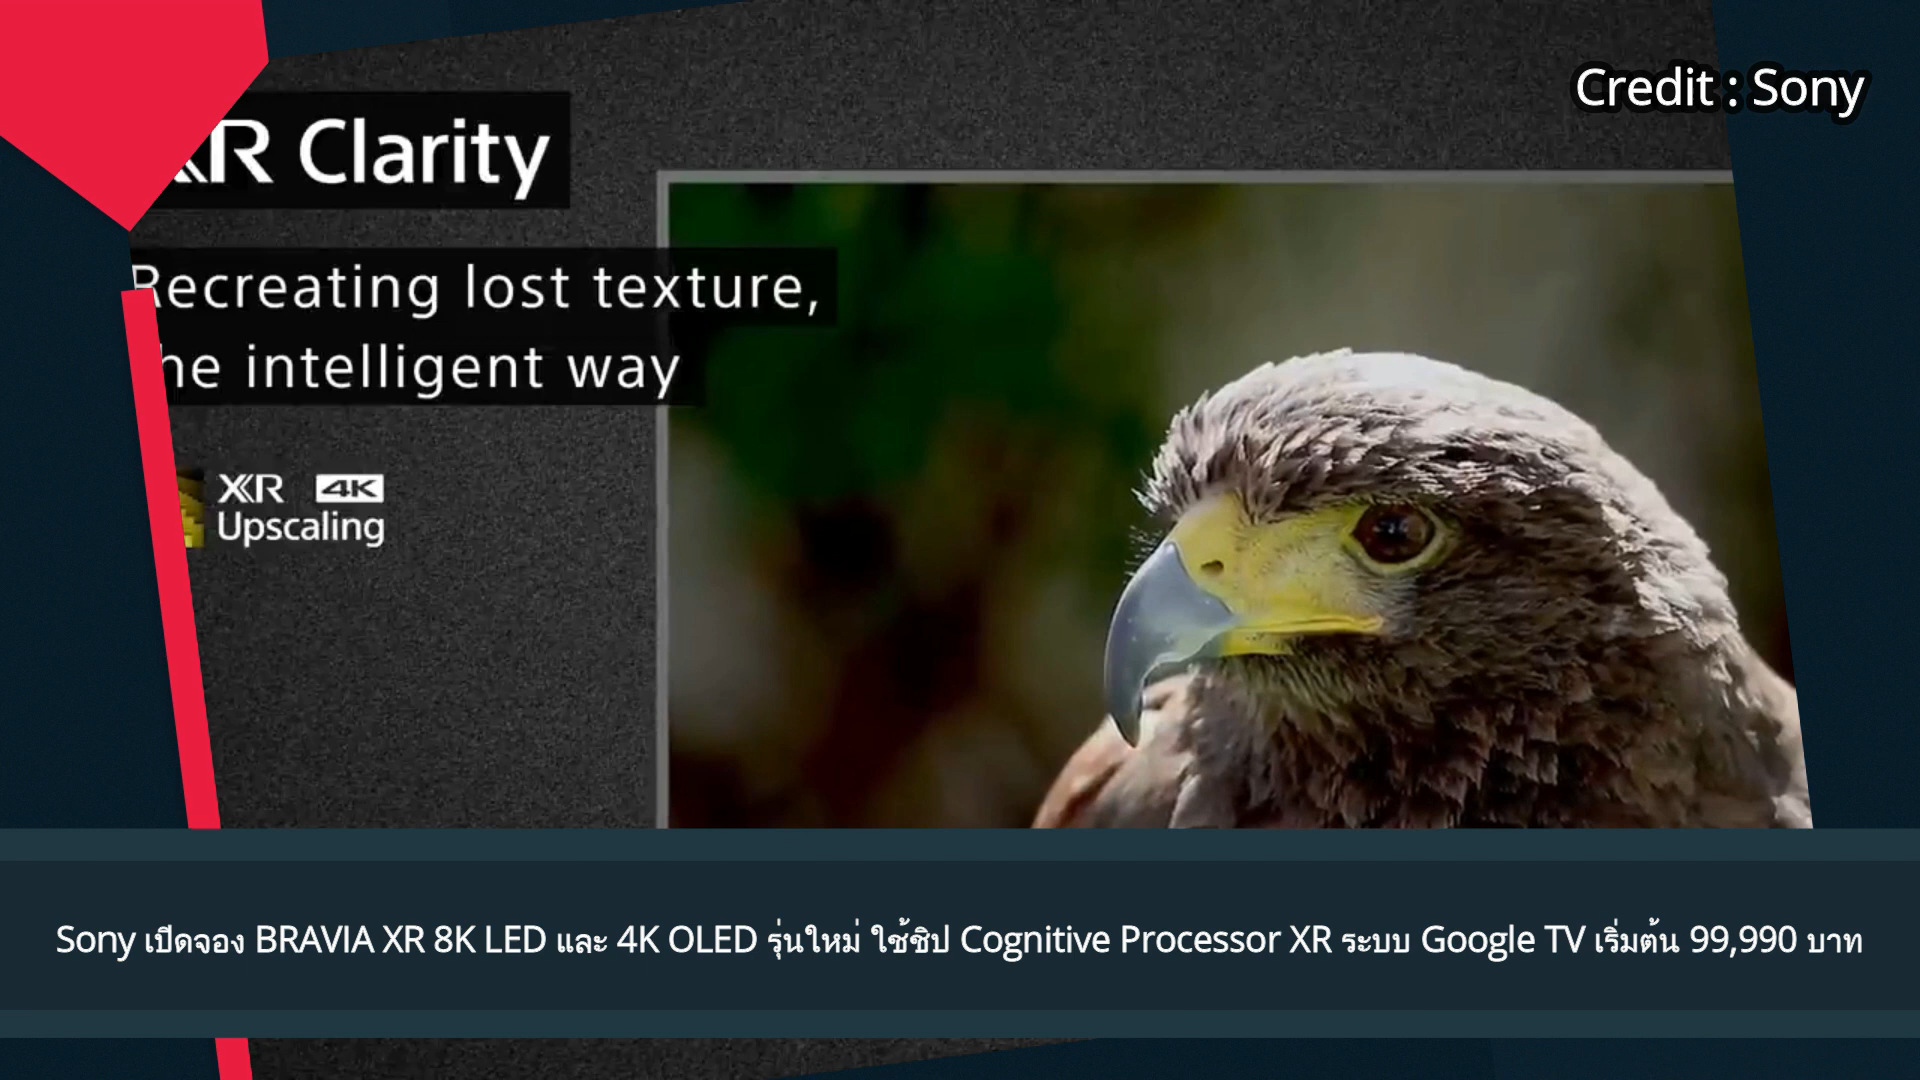 Credit : Sony
XR Clarity
Recreating lost texture,
he intelligent way
XR 4K
Upscaling
Sony เปิดจอง BRAVIA XR 8K LED และ 4K OLED รุ่นใหม่ ใช้ชิป Cognitive Processor XR ระบบ Google TV เริ่มต้น 99,990 บาท